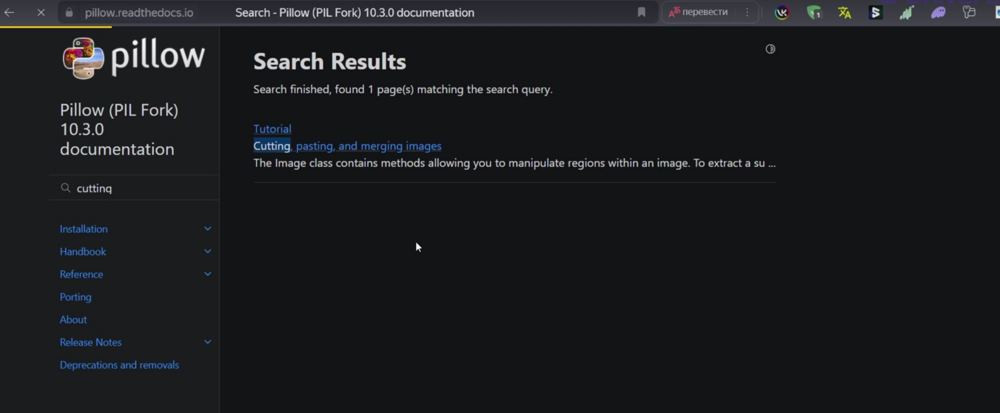 pillow.readthedocs.io
Search - Pillow (PIL Fork) 10.3.0 documentation
перевести
1
pillow
Pillow (PIL Fork)
10.3.0
documentation
cutting
Installation
Handbook
Reference
Porting
About
Release Notes
Deprecations and removals
Search Results
Search finished, found 1 page(s) matching the search query.
Tutorial
Cutting, pasting, and merging images
The Image class contains methods allowing you to manipulate regions within an image. To extract a su ...